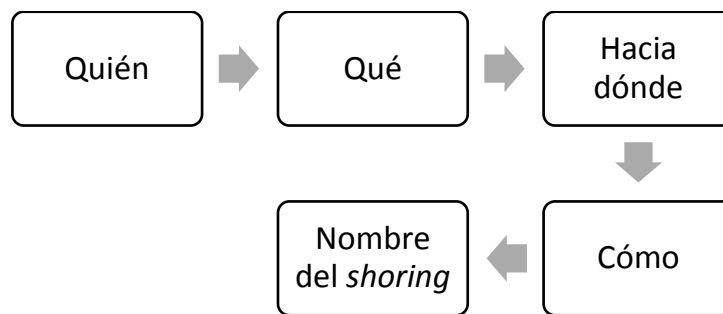 Quién
Qué
Hacia
dónde
Cómo
Nombre
del shoring